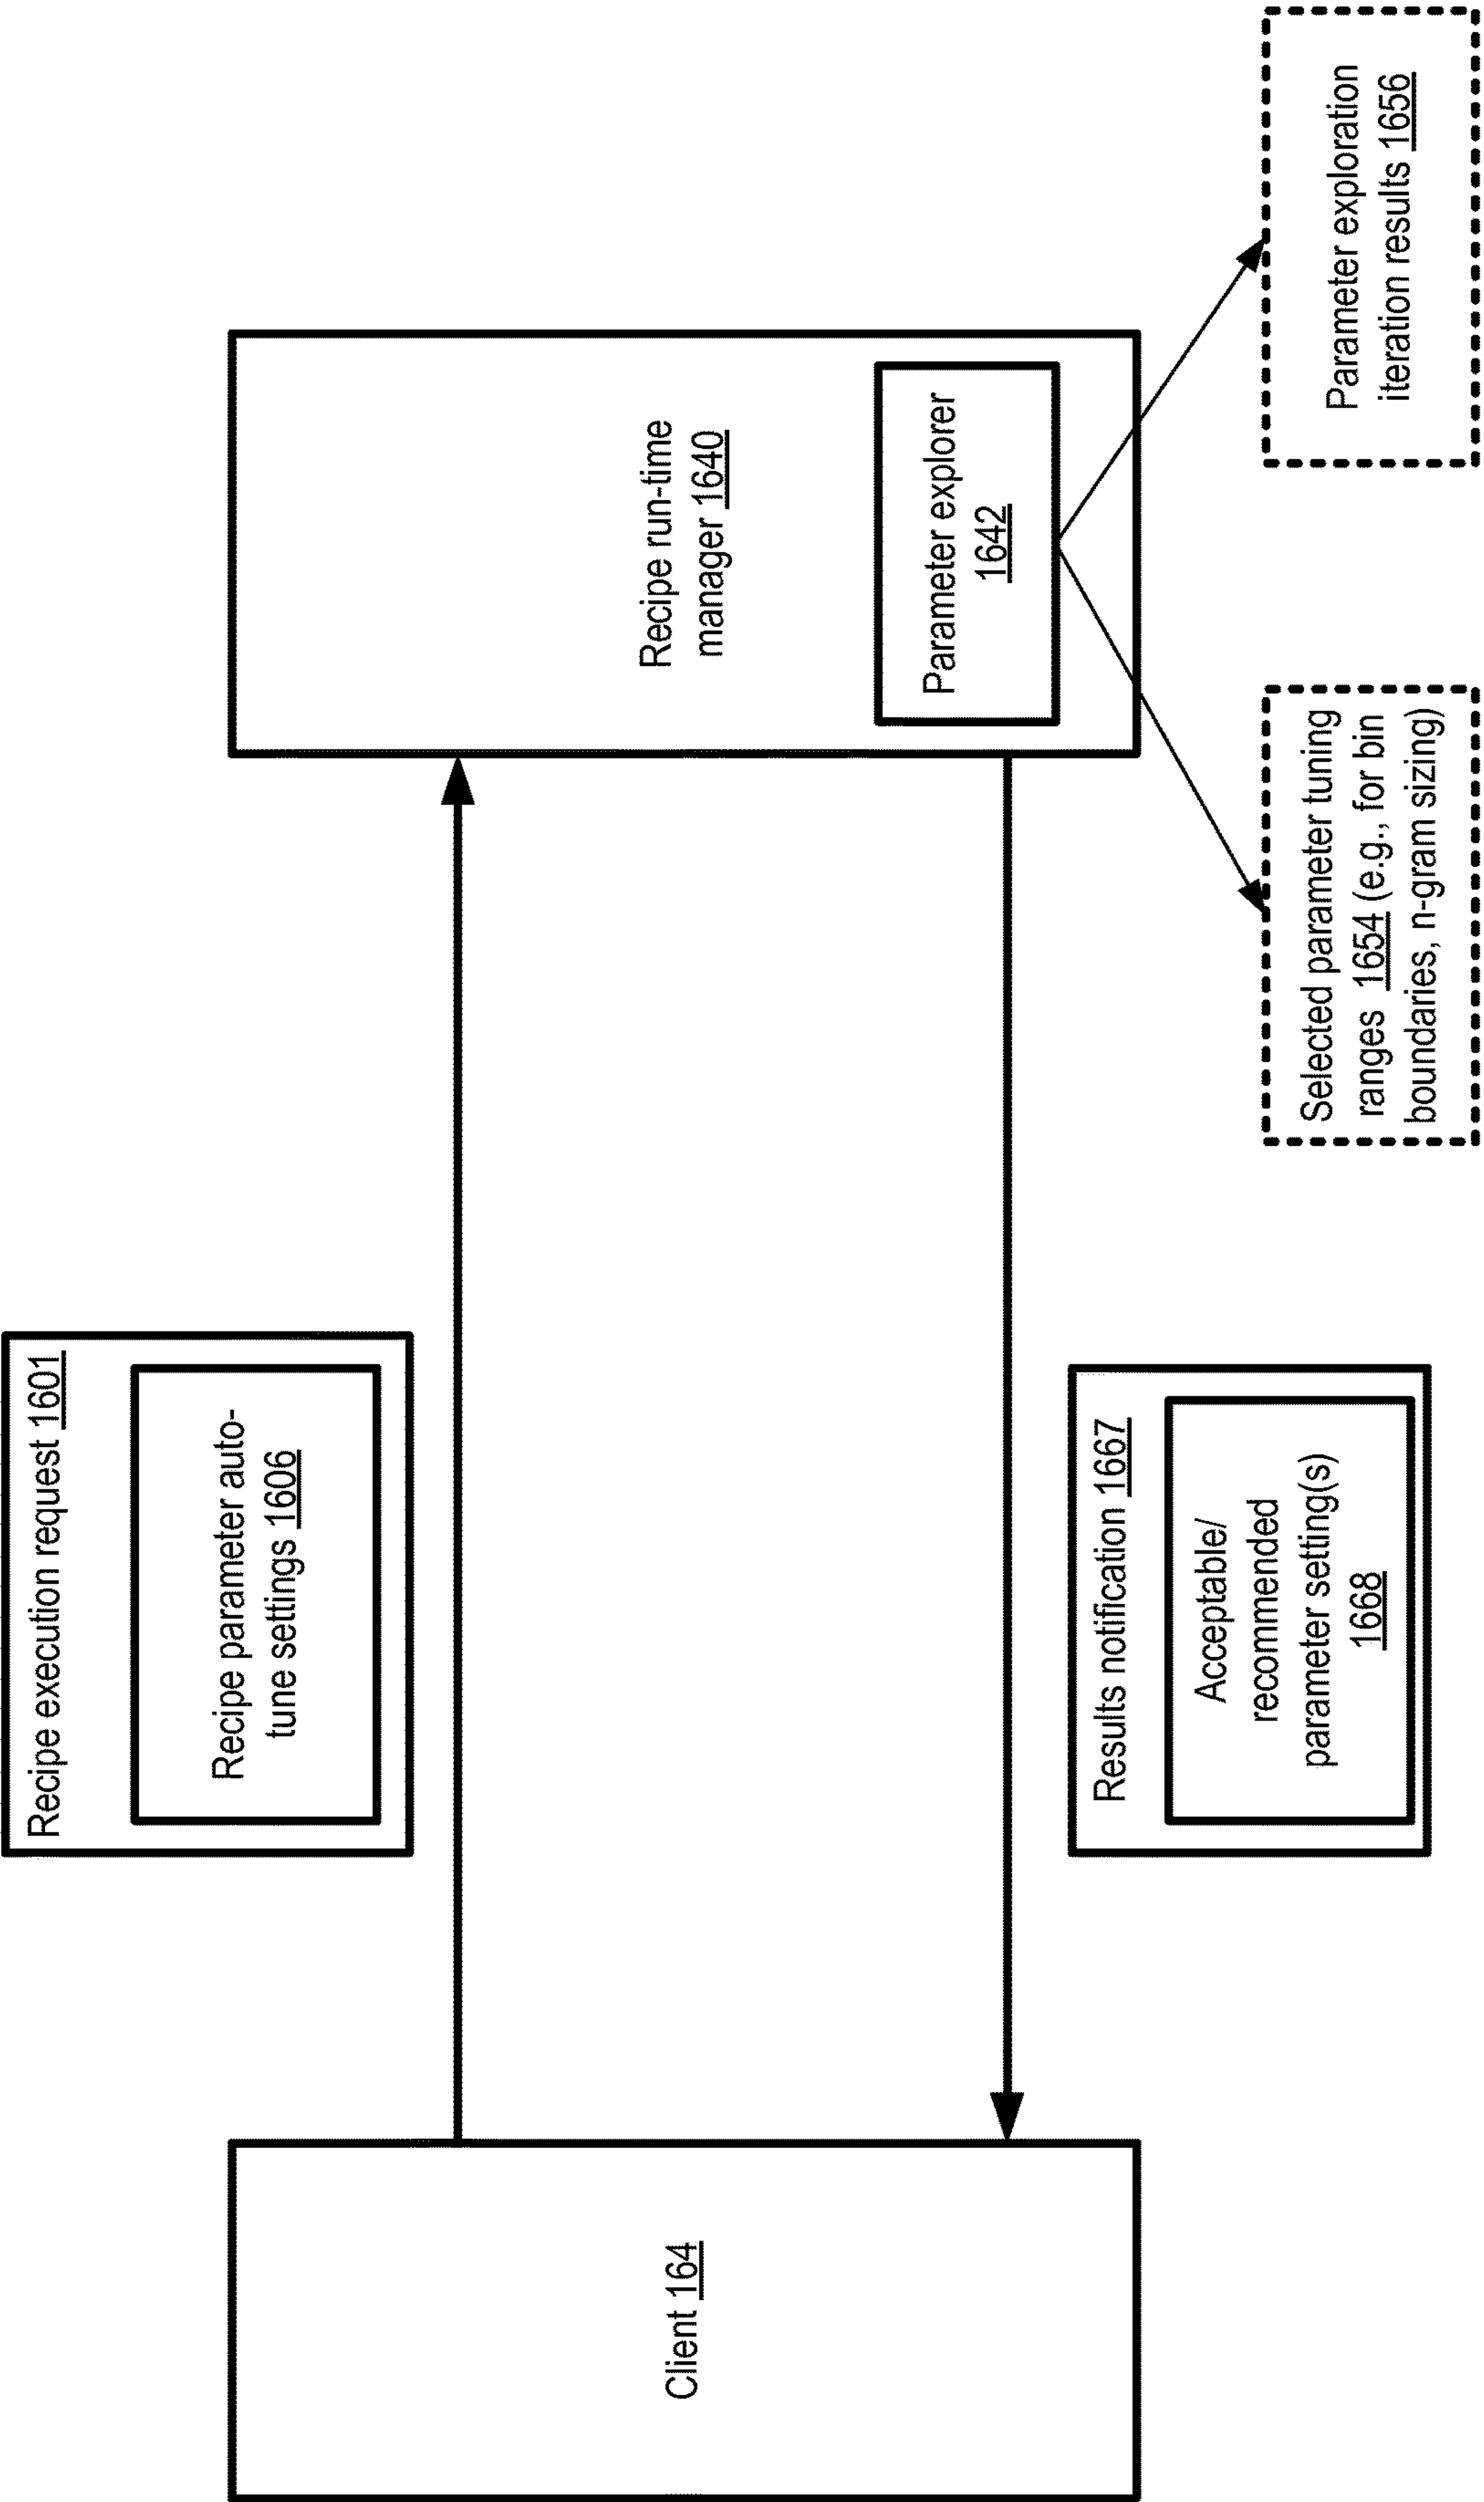 Recipe execution request 1601
Recipe parameter auto-
tune settings 1606
Client 164
Recipe run-time
manager 1640
Parameter explorer
1642
Results notification 1667
Acceptable/
recommended
parameter setting(s)
1668
Selected parameter tuning
ranges 1654 (e.g., for bin
boundaries, n-gram sizing)
Parameter exploration
iteration results 1656